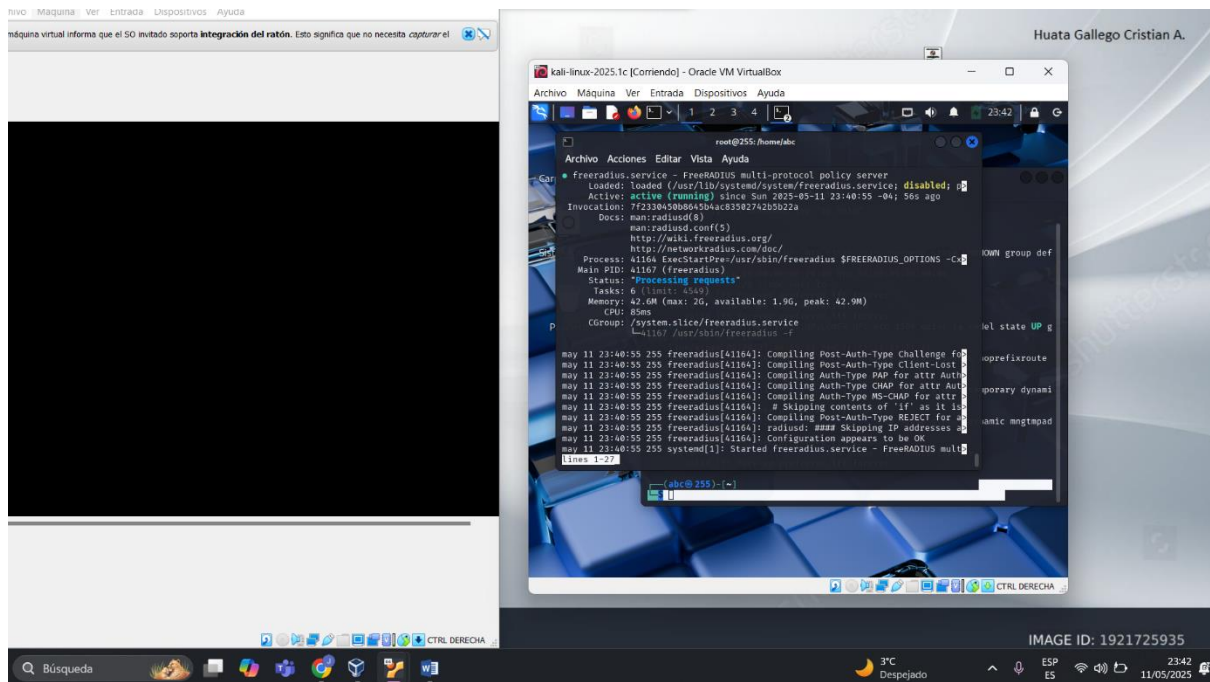 Archivo Máquina Ver Entrada Dispositivos Ayuda
máquina virtual informa que el SO invitado soporta integración del ratón. Esto significa que no necesita capturar el
Huata Gallego Cristian A.
kali-linux-2025.1c [Corriendo] - Oracle VM VirtualBox
Archivo Máquina Ver Entrada Dispositivos Ayuda
1 2 3 4 23:42
root@255: /home/abc
Archivo Acciones Editar Vista Ayuda
● freeradius.service - FreeRADIUS multi-protocol policy server
Loaded: loaded (/usr/lib/systemd/system/freeradius.service; disabled; p>
Active: active (running) since Sun 2025-05-11 23:40:55 -04; 56s ago
Invocation: 7f2330450b8645b4ac83502742b5b22a
Docs: man:radiusd(8)
man:radiusd.conf(5)
http://wiki.freeradius.org/
http://networkradius.com/doc/
Process: 41164 ExecStartPre=/usr/sbin/freeradius $FREERADIUS_OPTIONS -Cx>
Main PID: 41167 (freeradius)
Status: "Processing requests"
Tasks: 6 (limit: 4549)
Memory: 42.6M (max: 2G, available: 1.9G, peak: 42.9M)
CPU: 85ms
CGroup: /system.slice/freeradius.service
└─41167 /usr/sbin/freeradius -f
may 11 23:40:55 255 freeradius[41164]: Compiling Post-Auth-Type Challenge fo>
may 11 23:40:55 255 freeradius[41164]: Compiling Post-Auth-Type Client-Lost >
may 11 23:40:55 255 freeradius[41164]: Compiling Auth-Type PAP for attr Auth>
may 11 23:40:55 255 freeradius[41164]: Compiling Auth-Type CHAP for attr Aut>
may 11 23:40:55 255 freeradius[41164]: Compiling Auth-Type MS-CHAP for attr >
may 11 23:40:55 255 freeradius[41164]: # Skipping contents of 'if' as it is>
may 11 23:40:55 255 freeradius[41164]: Compiling Post-Auth-Type REJECT for a>
may 11 23:40:55 255 freeradius[41164]: radiusd: #### Skipping IP addresses a>
may 11 23:40:55 255 freeradius[41164]: Configuration appears to be OK
may 11 23:40:55 255 systemd[1]: Started freeradius.service - FreeRADIUS mult>
lines 1-27
OWN group def
el state UP g
noprefixroute
porary dynami
amic mngtmpad
(abc㉿255)-[~]
$
CTRL DERECHA
CTRL DERECHA
IMAGE ID: 1921725935
Búsqueda
3°C
Despejado
ESP
ES
23:42
11/05/2025